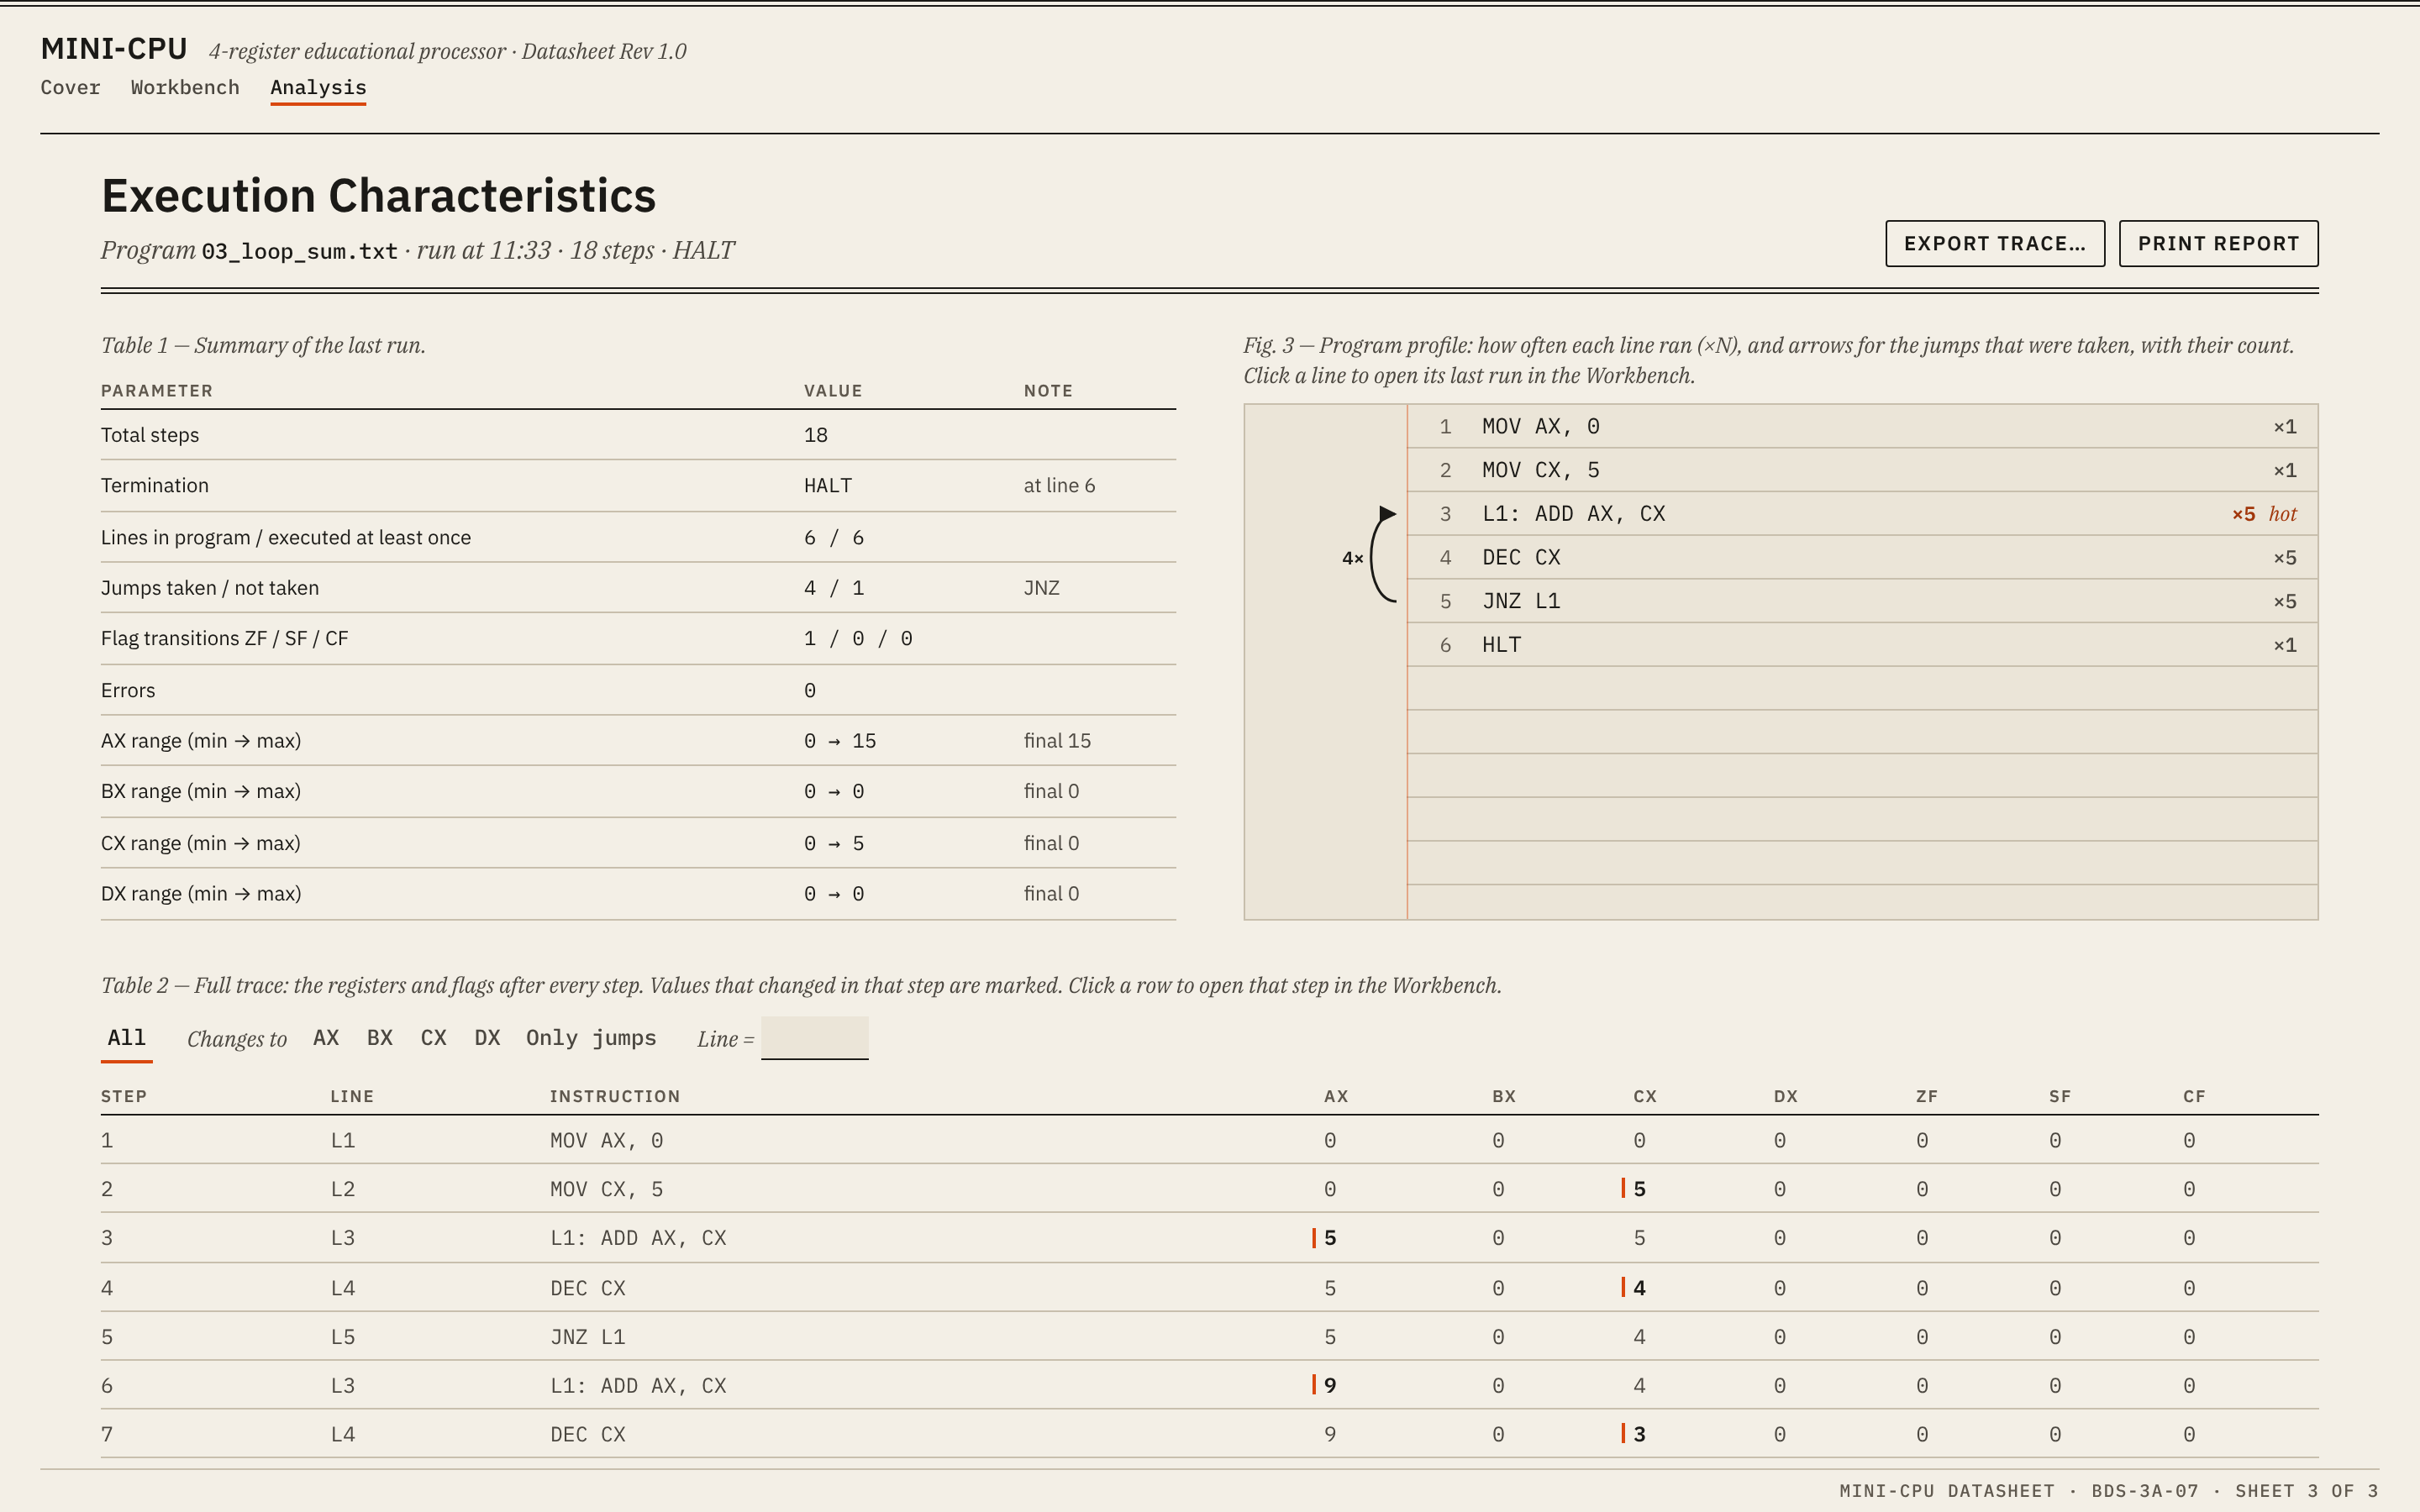 MINI-CPU 4-register educational processor · Datasheet Rev 1.0
Cover Workbench Analysis
Execution Characteristics
Program 03_loop_sum.txt · run at 11:33 · 18 steps · HALT
EXPORT TRACE… PRINT REPORT
Table 1 — Summary of the last run.
PARAMETER VALUE NOTE
Total steps 18
Termination HALT at line 6
Lines in program / executed at least once 6 / 6
Jumps taken / not taken 4 / 1 JNZ
Flag transitions ZF / SF / CF 1 / 0 / 0
Errors 0
AX range (min → max) 0 → 15 final 15
BX range (min → max) 0 → 0 final 0
CX range (min → max) 0 → 5 final 0
DX range (min → max) 0 → 0 final 0
Fig. 3 — Program profile: how often each line ran (×N), and arrows for the jumps that were taken, with their count.
Click a line to open its last run in the Workbench.
1 MOV AX, 0 ×1
2 MOV CX, 5 ×1
3 L1: ADD AX, CX ×5 hot
4× 4 DEC CX ×5
5 JNZ L1 ×5
6 HLT ×1
Table 2 — Full trace: the registers and flags after every step. Values that changed in that step are marked. Click a row to open that step in the Workbench.
All Changes to AX BX CX DX Only jumps Line =
STEP LINE INSTRUCTION AX BX CX DX ZF SF CF
1 L1 MOV AX, 0 0 0 0 0 0 0 0
2 L2 MOV CX, 5 0 0 5 0 0 0 0
3 L3 L1: ADD AX, CX 5 0 5 0 0 0 0
4 L4 DEC CX 5 0 4 0 0 0 0
5 L5 JNZ L1 5 0 4 0 0 0 0
6 L3 L1: ADD AX, CX 9 0 4 0 0 0 0
7 L4 DEC CX 9 0 3 0 0 0 0
MINI-CPU DATASHEET · BDS-3A-07 · SHEET 3 OF 3